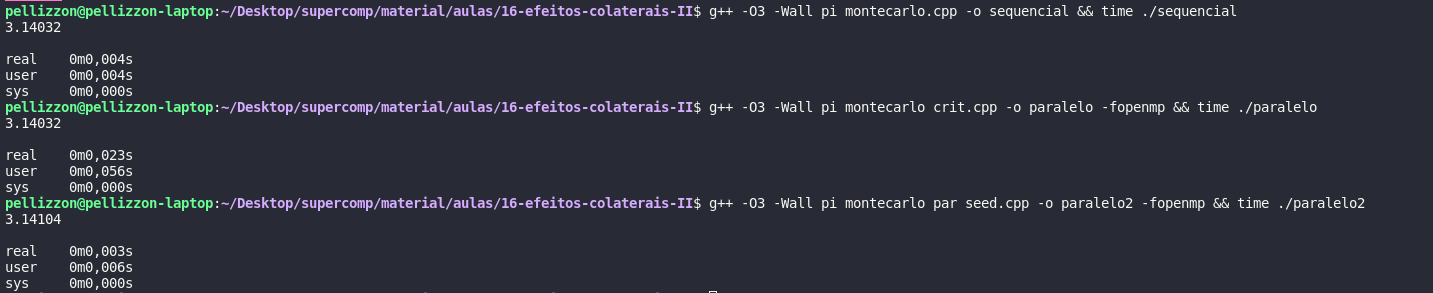 pellizzon@pellizzon-laptop:~/Desktop/supercomp/material/aulas/16-efeitos-colaterais-II$ g++ -O3 -Wall pi montecarlo.cpp -o sequencial && time ./sequencial
3.14032
real 0m0,004s
user 0m0,004s
sys 0m0,000s
pellizzon@pellizzon-laptop:~/Desktop/supercomp/material/aulas/16-efeitos-colaterais-II$ g++ -O3 -Wall pi montecarlo crit.cpp -o paralelo -fopenmp && time ./paralelo
3.14032
real 0m0,023s
user 0m0,056s
sys 0m0,000s
pellizzon@pellizzon-laptop:~/Desktop/supercomp/material/aulas/16-efeitos-colaterais-II$ g++ -O3 -Wall pi montecarlo par seed.cpp -o paralelo2 -fopenmp && time ./paralelo2
3.14104
real 0m0,003s
user 0m0,006s
sys 0m0,000s